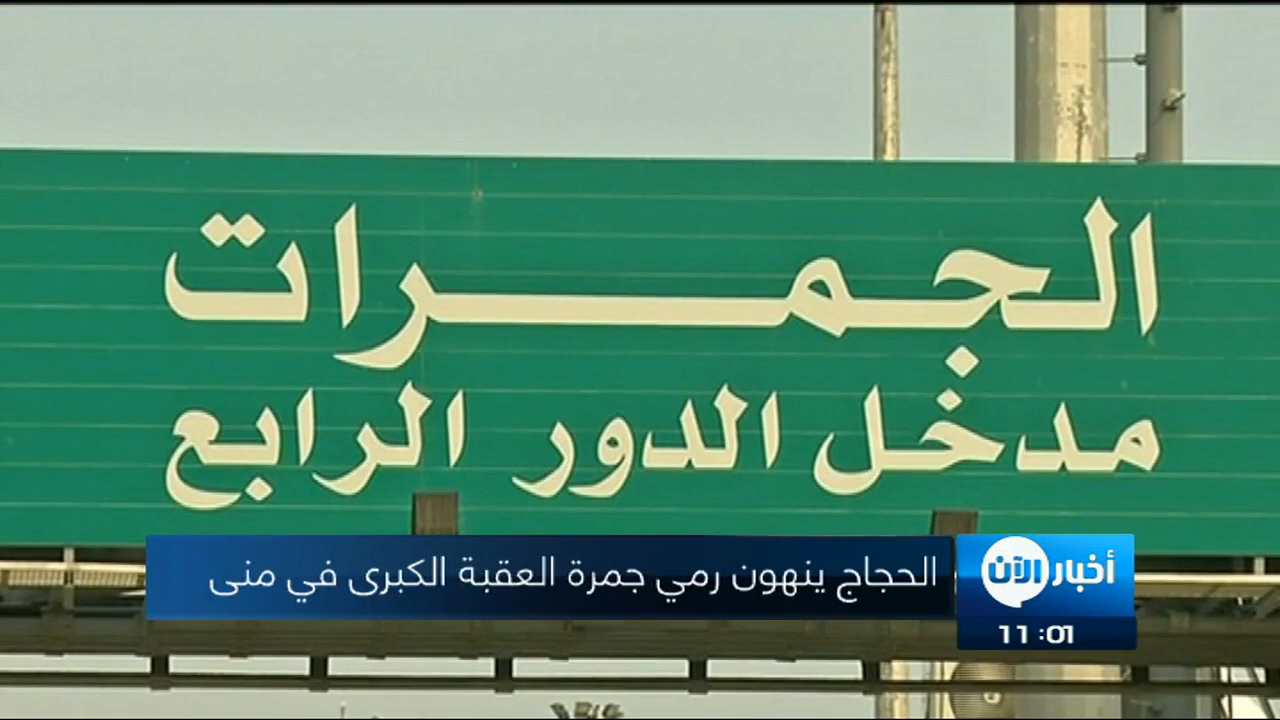 الجمرات
مدخل الدور الرابع
الحجاج ينهون رمي جمرة العقبة الكبرى في منى
أخبار الآن
11:01